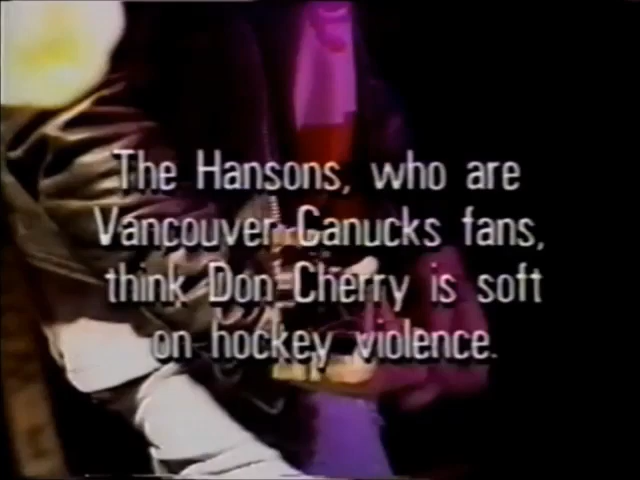 The Hansons, who are
Vancouver Canucks fans,
think Don Cherry is soft
on hockey violence.